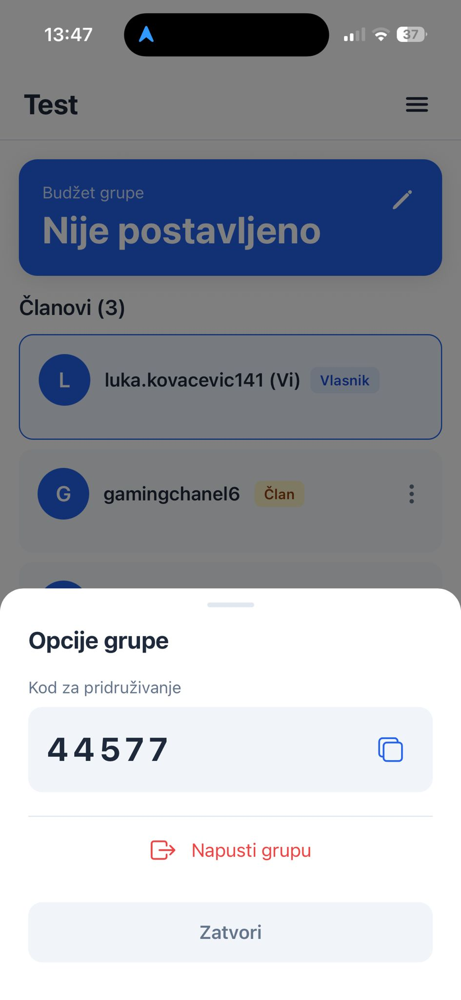 13:47
37
Test
Budžet grupe
Nije postavljeno
Članovi (3)
L
luka.kovacevic141 (Vi)
Vlasnik
G
gamingchanel6
Član
Opcije grupe
Kod za pridruživanje
44577
Napusti grupu
Zatvori